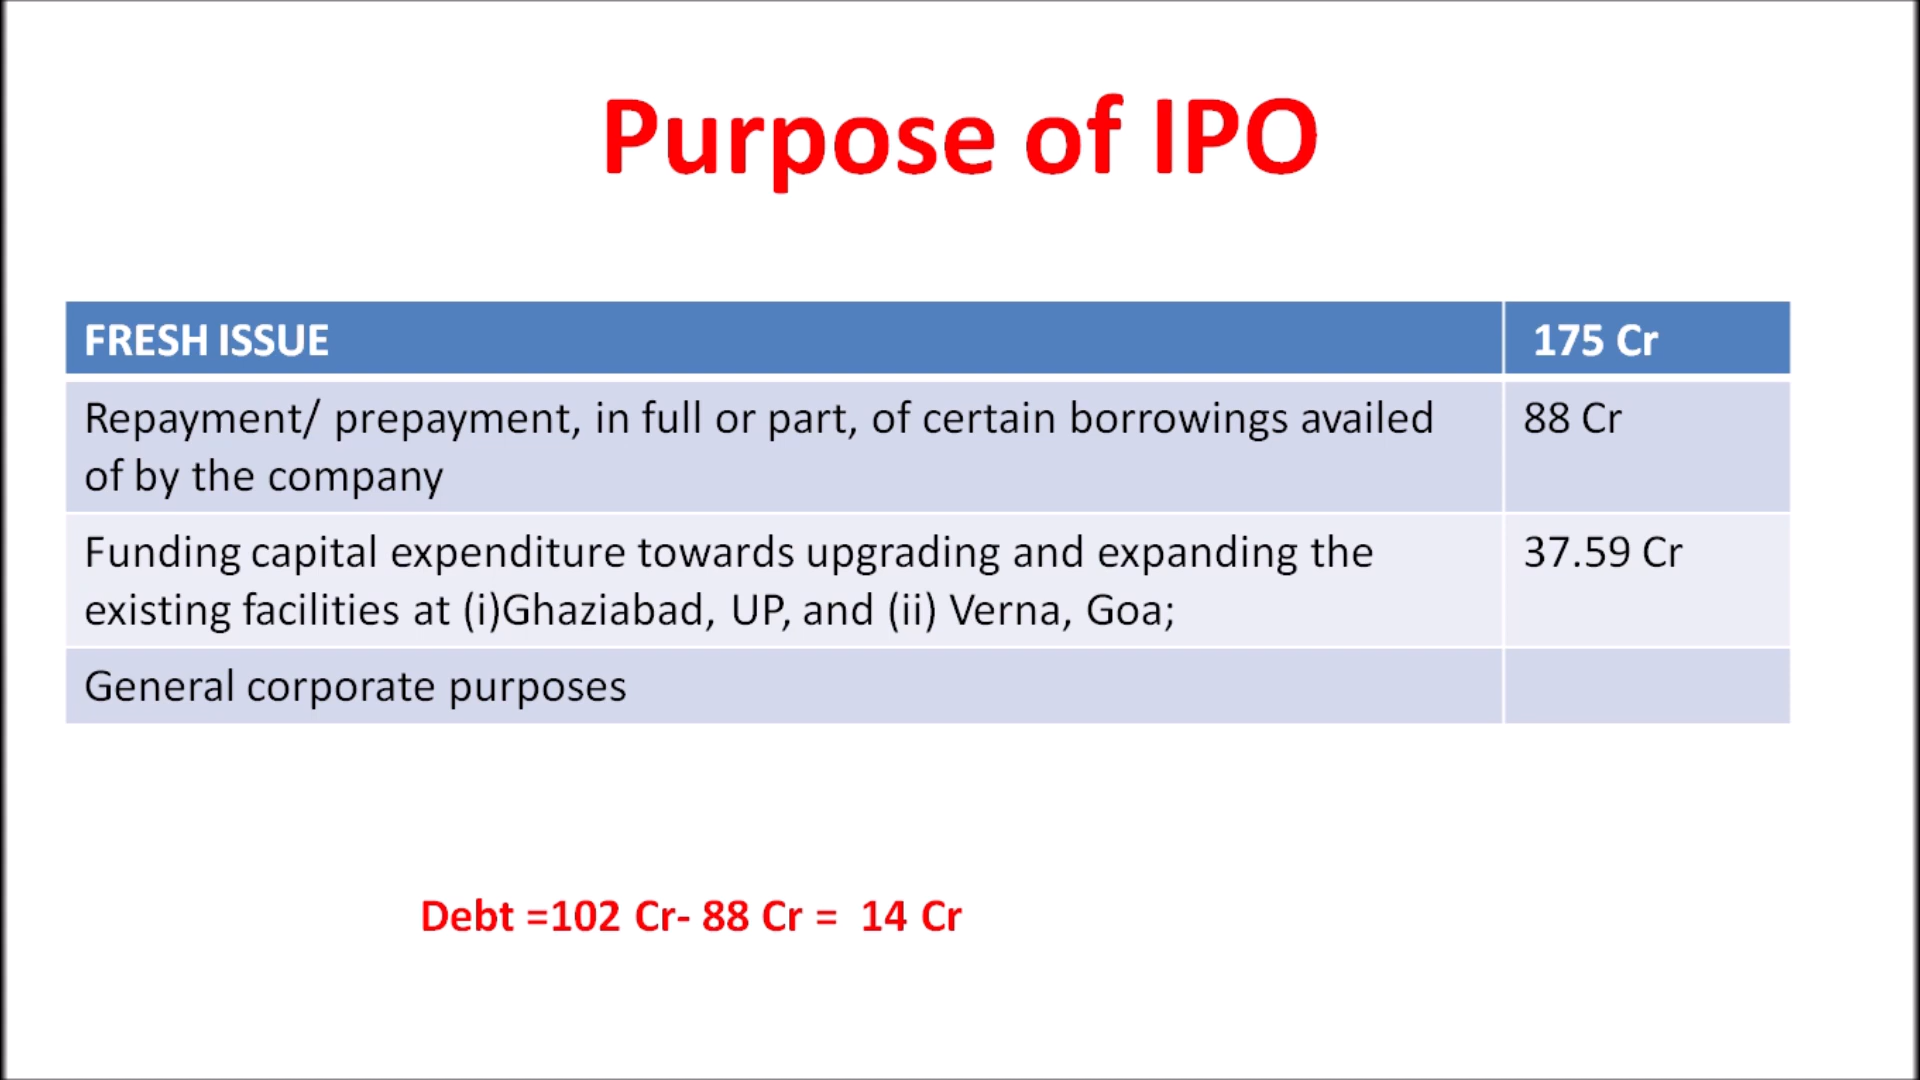 Purpose of IPO
FRESH ISSUE 175 Cr
Repayment/ prepayment, in full or part, of certain borrowings availed 88 Cr
of by the company
Funding capital expenditure towards upgrading and expanding the 37.59 Cr
existing facilities at (i)Ghaziabad, UP, and (ii) Verna, Goa;
General corporate purposes
Debt =102 Cr- 88 Cr = 14 Cr